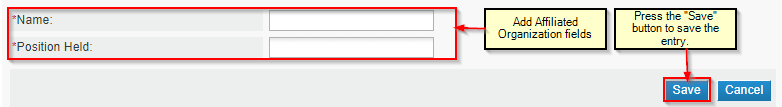 *Name:
*Position Held:
Add Affiliated
Organization fields
Press the "Save"
button to save the
entry.
Save
Cancel